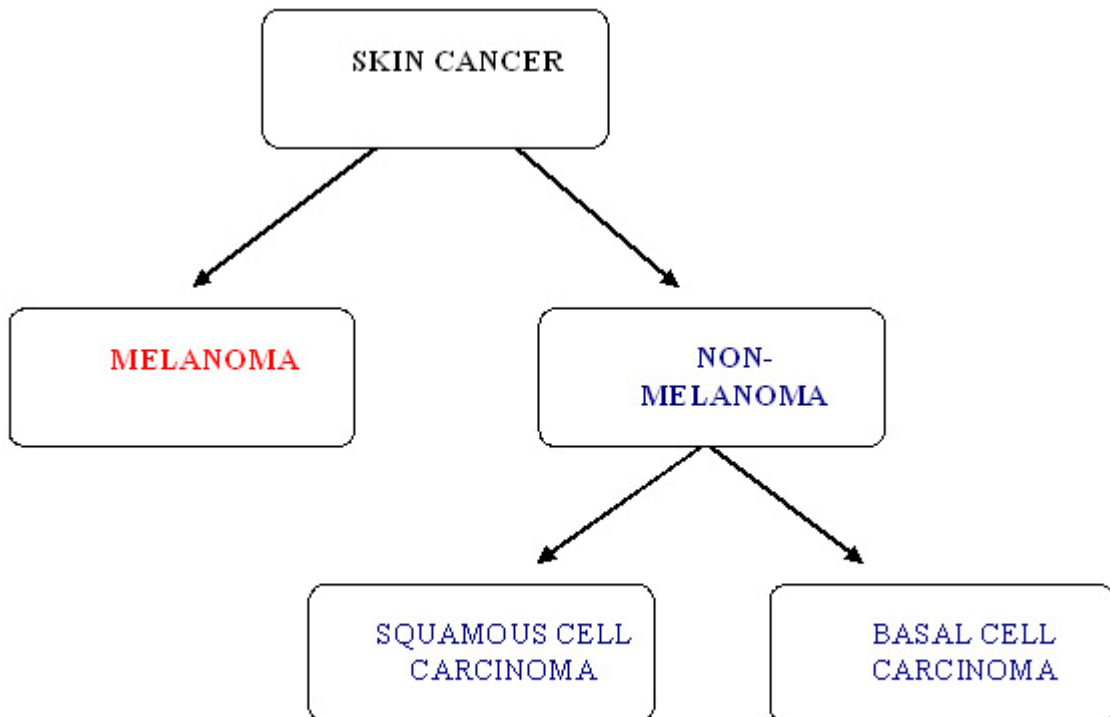 SKIN CANCER
MELANOMA
NON-
MELANOMA
SQUAMOUS CELL
CARCINOMA
BASAL CELL
CARCINOMA